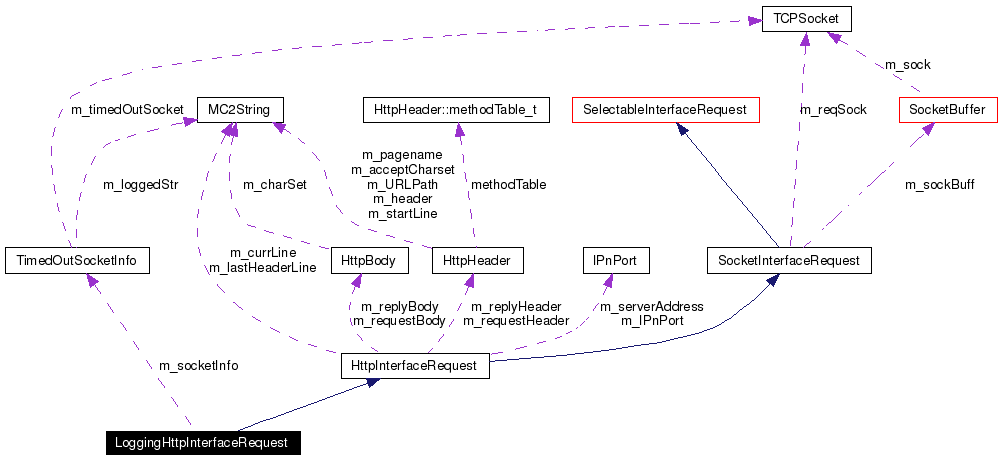 TCPSocket
m_sock
m_timedOutSocket
MC2String
HttpHeader::methodTable_t
SelectableInterfaceRequest
m_reqSock
SocketBuffer
m_pagename
m_acceptCharset
m_URLPath
m_header
m_startLine
m_loggedStr
m_charSet
methodTable
m_sockBuff
TimedOutSocketInfo
m_currLine
m_lastHeaderLine
HttpBody
HttpHeader
IPnPort
SocketInterfaceRequest
m_replyBody
m_requestBody
m_replyHeader
m_requestHeader
m_serverAddress
m_IPnPort
m_socketInfo
HttpInterfaceRequest
LoggingHttpInterfaceRequest